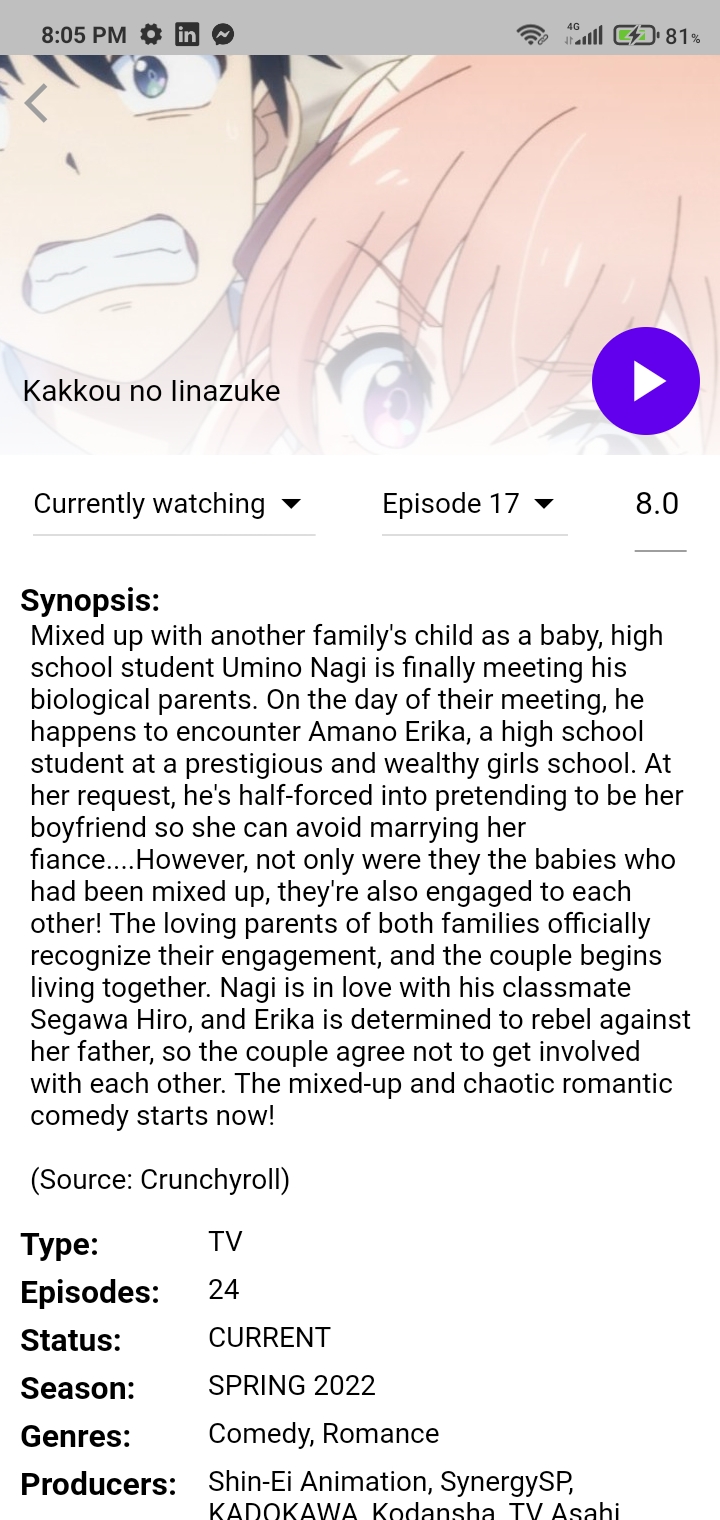 8:05 PM
4G
81%
Kakkou no Iinazuke
Currently watching
Episode 17
8.0
Synopsis:
Mixed up with another family's child as a baby, high
school student Umino Nagi is finally meeting his
biological parents. On the day of their meeting, he
happens to encounter Amano Erika, a high school
student at a prestigious and wealthy girls school. At
her request, he's half-forced into pretending to be her
boyfriend so she can avoid marrying her
fiance....However, not only were they the babies who
had been mixed up, they're also engaged to each
other! The loving parents of both families officially
recognize their engagement, and the couple begins
living together. Nagi is in love with his classmate
Segawa Hiro, and Erika is determined to rebel against
her father, so the couple agree not to get involved
with each other. The mixed-up and chaotic romantic
comedy starts now!
(Source: Crunchyroll)
Type: TV
Episodes: 24
Status: CURRENT
Season: SPRING 2022
Genres: Comedy, Romance
Producers: Shin-Ei Animation, SynergySP,
KADOKAWA, Kodansha, TV Asahi